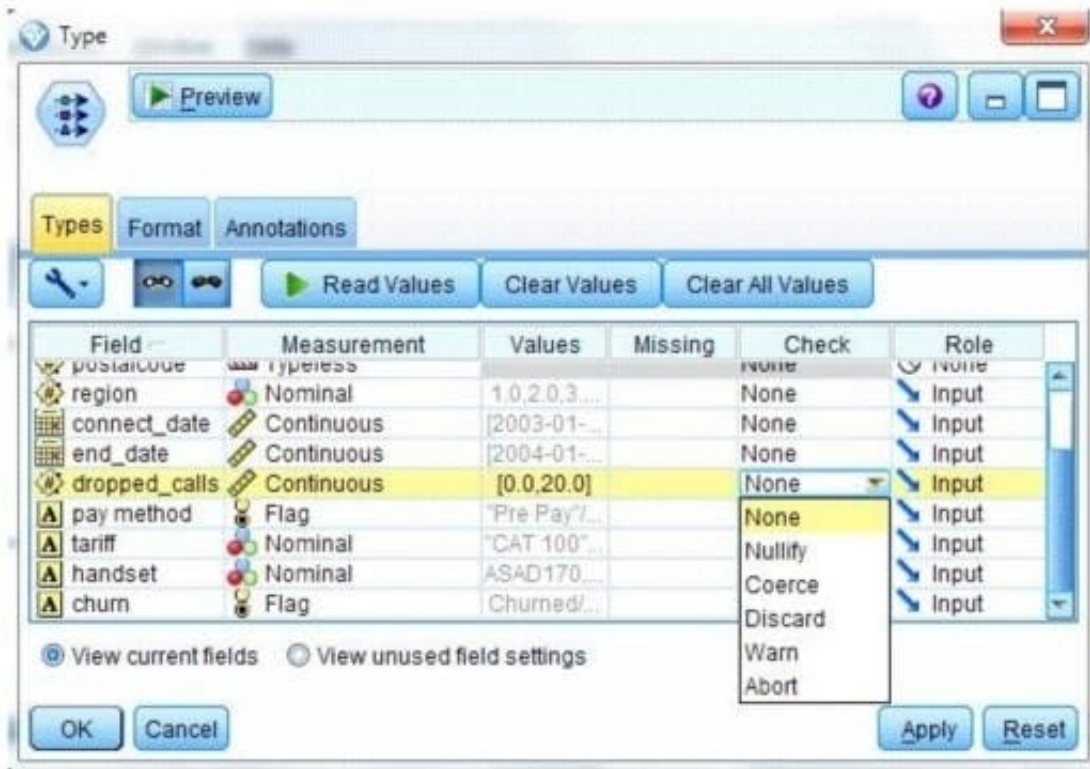 Type
Preview
Types Format Annotations
Read Values Clear Values Clear All Values
Field Measurement Values Missing Check Role
postalcode Typeless None None
region Nominal 1.0,2.0,3.... None Input
connect_date Continuous [2003-01-... None Input
end_date Continuous [2004-01-... None Input
dropped_calls Continuous [0.0,20.0] None Input
A pay method Flag "Pre Pay"/... None Input
A tariff Nominal "CAT 100"... Nullify Input
A handset Nominal ASAD170,... Coerce Input
A churn Flag Churned/... Discard Input
View current fields View unused field settings Warn
Abort
OK Cancel Apply Reset